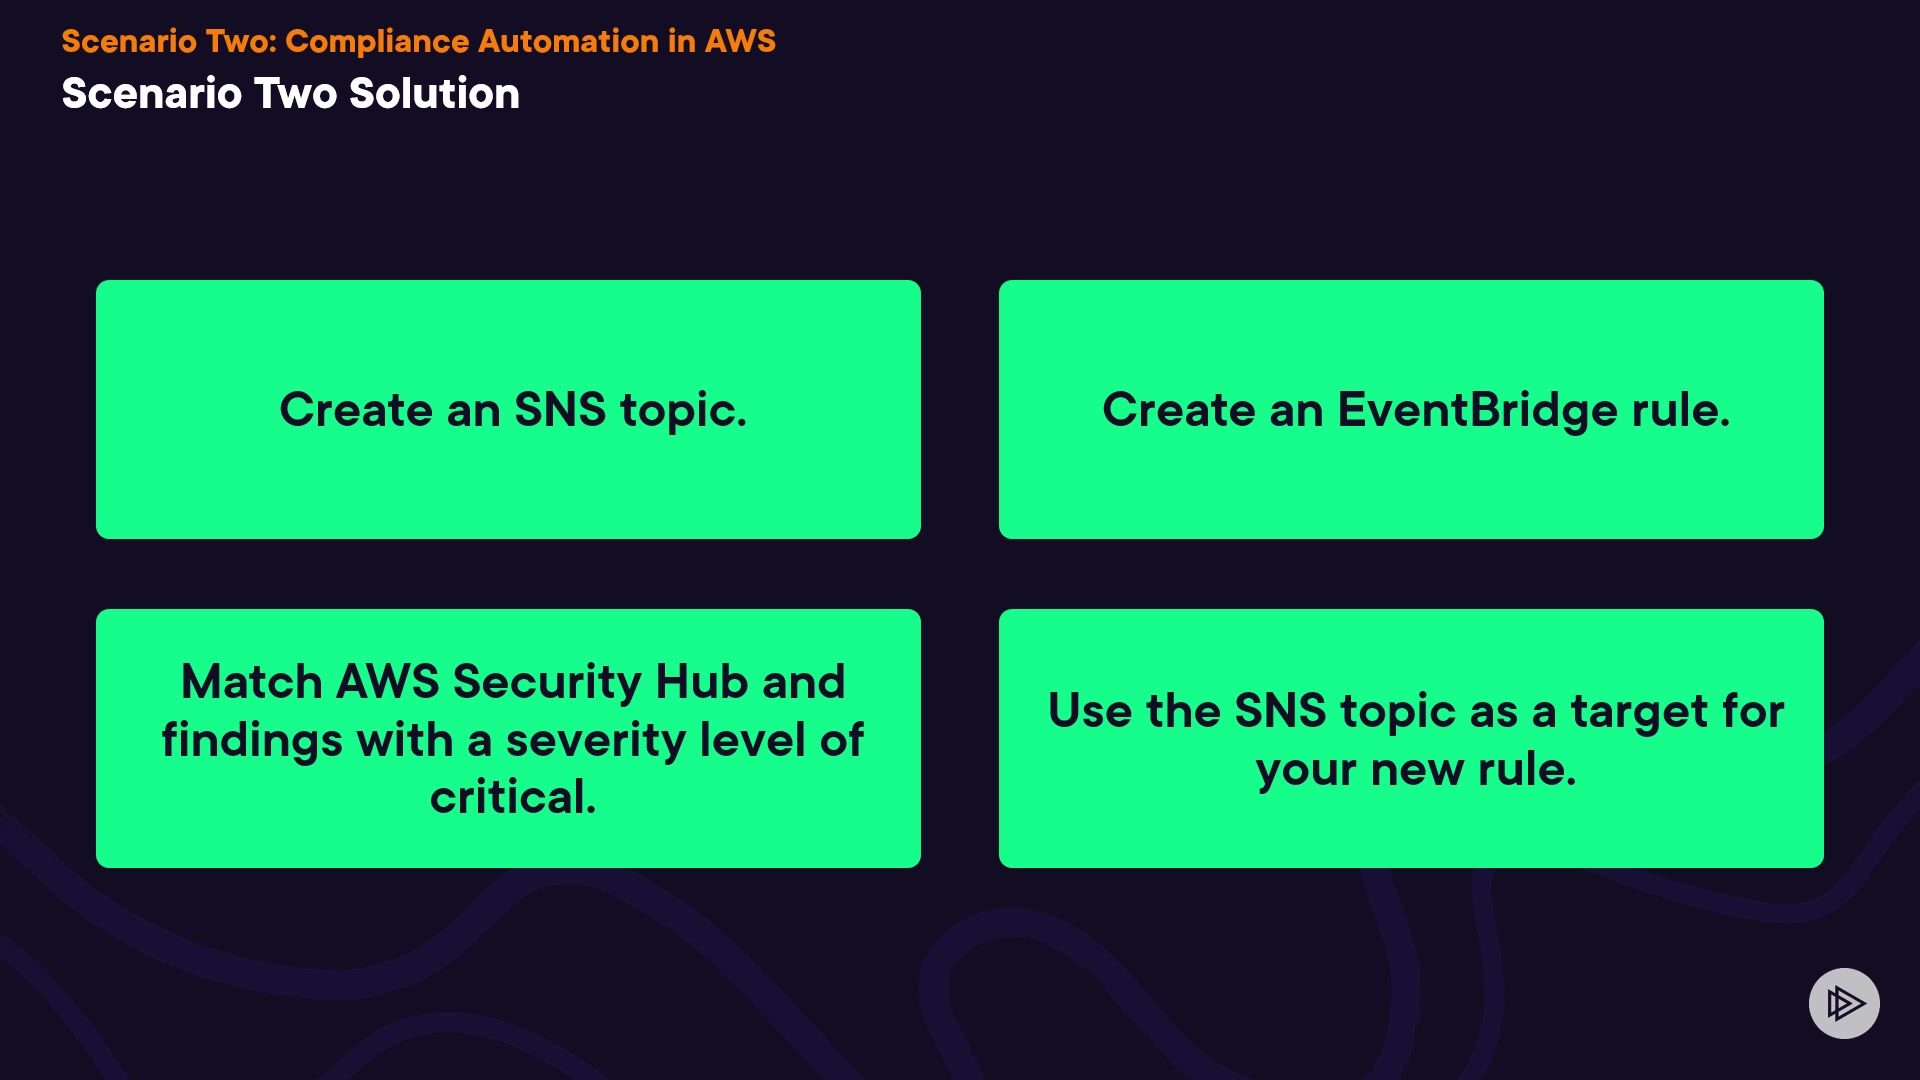 Scenario Two: Compliance Automation in AWS
Scenario Two Solution
Create an SNS topic.
Create an EventBridge rule.
Match AWS Security Hub and
findings with a severity level of
critical.
Use the SNS topic as a target for
your new rule.